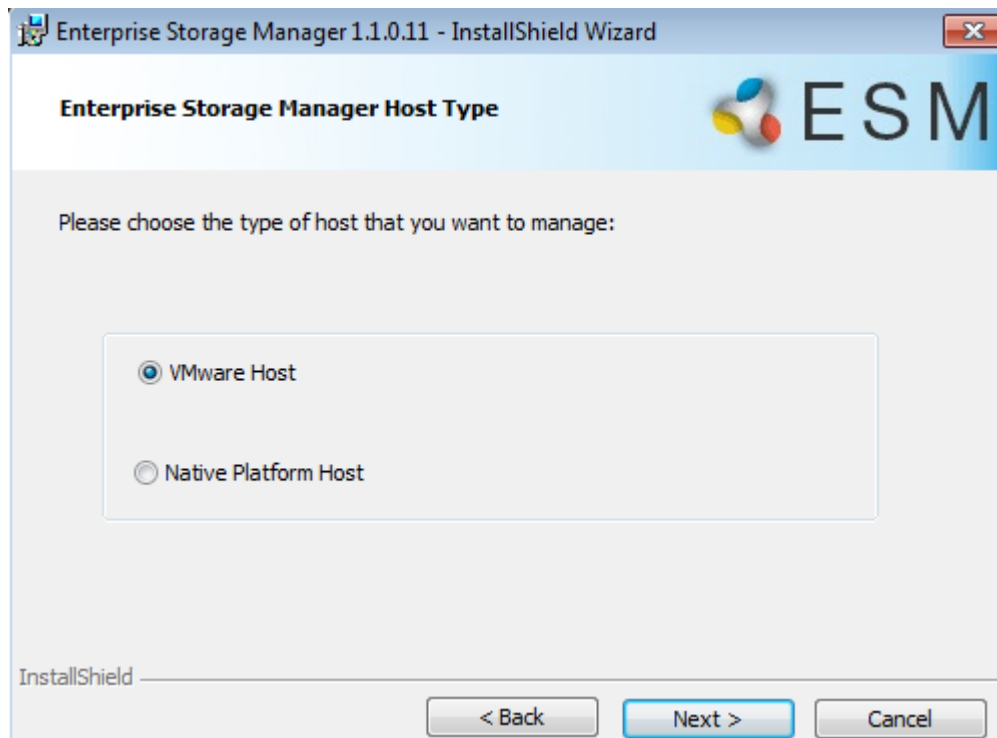 Enterprise Storage Manager 1.1.0.11 - InstallShield Wizard
Enterprise Storage Manager Host Type
ESM
Please choose the type of host that you want to manage:
VMware Host
Native Platform Host
InstallShield
< Back
Next >
Cancel